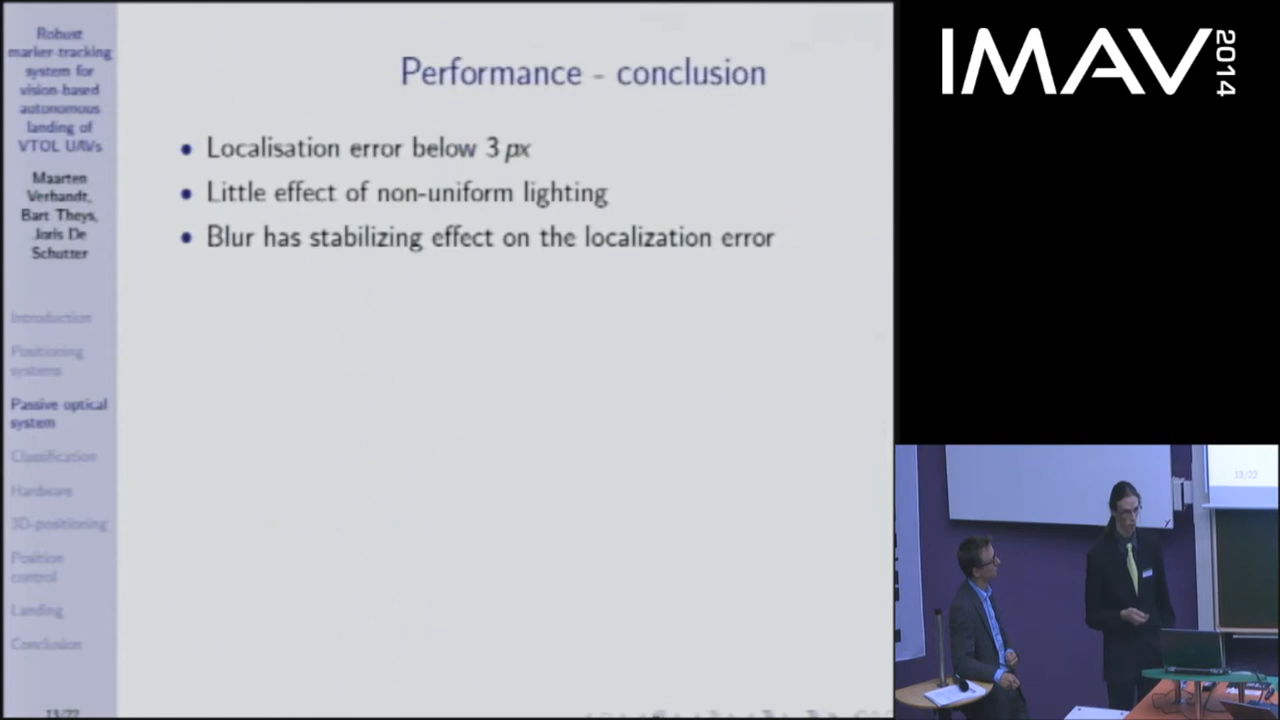 Robust
marker-tracking
system for
vision-based
autonomous
landing of
VTOL UAVs
Maarten
Verhandt,
Bart Theys,
Joris De
Schutter
Introduction
Positioning
systems
Passive optical
system
Classification
Hardware
3D-positioning
Position
control
Landing
Conclusion
13/22
Performance - conclusion
• Localisation error below 3 px
• Little effect of non-uniform lighting
• Blur has stabilizing effect on the localization error
IMAV 2014
13/22